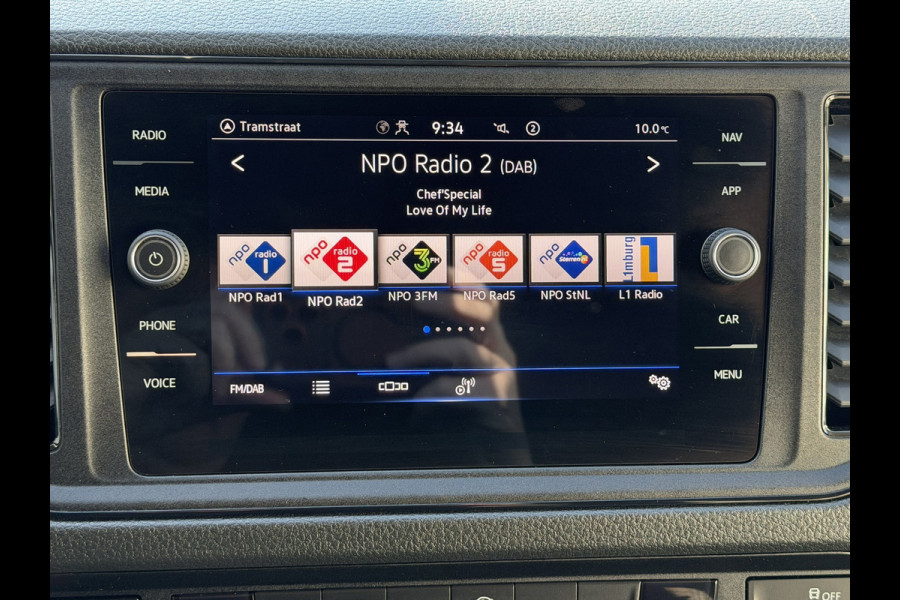 RADIO
MEDIA
PHONE
VOICE
Tramstraat
9:34
2
10.0°C
< NPO Radio 2 (DAB) >
Chef'Special
Love Of My Life
npo radio 1
npo radio 2
npo 3FM
npo radio 5
npo
L1mburg L1
NPO Rad1
NPO Rad2
NPO 3FM
NPO Rad5
NPO StNL
L1 Radio
FM/DAB
NAV
APP
CAR
MENU
OFF